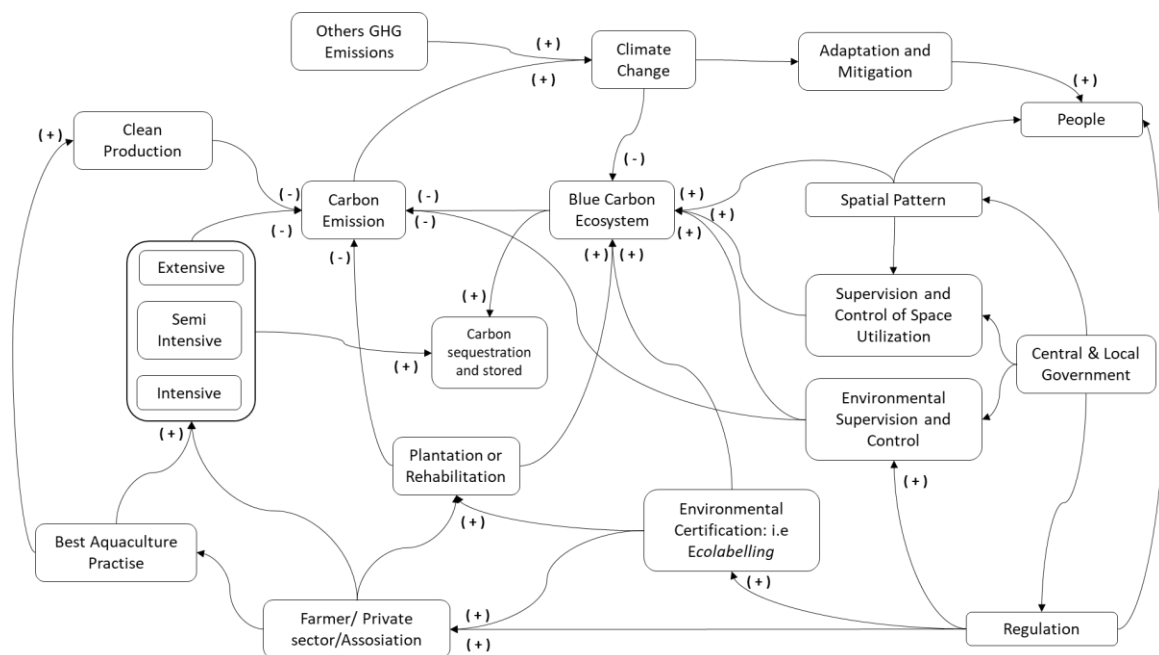 Others GHG
Emissions
( + )
( + )
Climate
Change
Adaptation and
Mitigation
( + )
People
( + )
Clean
Production
( - )
( - )
( - )
Carbon
Emission
( - )
( - )
( - )
Blue Carbon
Ecosystem
( + )
( + )
( + )
Spatial Pattern
( - )
( + )
( + )
Extensive
Semi
Intensive
Intensive
( + )
( + )
Carbon
sequestration
and stored
Supervision and
Control of Space
Utilization
Central & Local
Government
Environmental
Supervision and
Control
( + )
Plantation or
Rehabilitation
( + )
( + )
Environmental
Certification: i.e
Ecolabelling
( + )
Best Aquaculture
Practise
Farmer/ Private
sector/Assosiation
( + )
( + )
Regulation